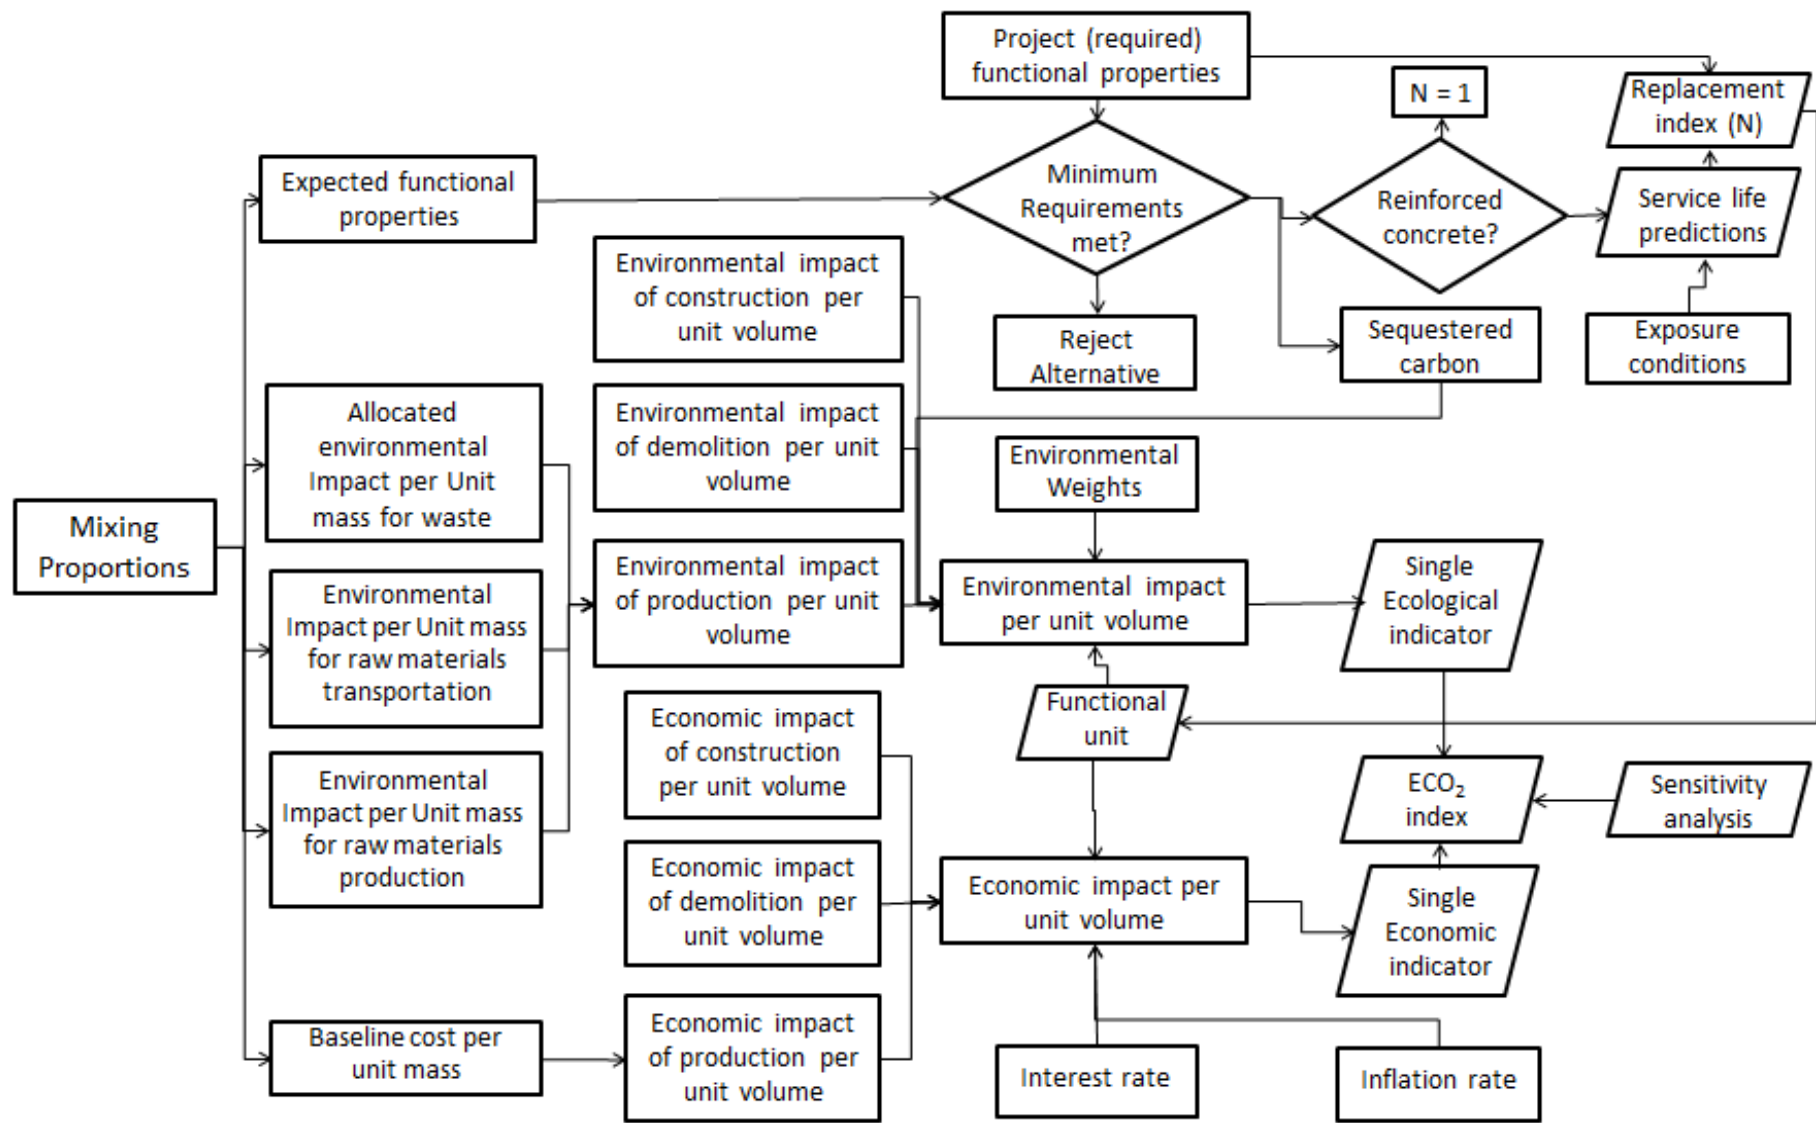 Project (required)
functional properties
N = 1
Replacement
index (N)
Expected functional
properties
Minimum
Requirements
met?
Reinforced
concrete?
Service life
predictions
Environmental impact
of construction per
unit volume
Reject
Alternative
Sequestered
carbon
Exposure
conditions
Allocated
environmental
Impact per Unit
mass for waste
Environmental impact
of demolition per unit
volume
Environmental
Weights
Mixing
Proportions
Environmental
Impact per Unit mass
for raw materials
transportation
Environmental impact
of production per unit
volume
Environmental impact
per unit volume
Single
Ecological
indicator
Functional
unit
Economic impact
of construction
per unit volume
Environmental
Impact per Unit mass
for raw materials
production
ECO₂
index
Sensitivity
analysis
Economic impact
of demolition per
unit volume
Economic impact per
unit volume
Single
Economic
indicator
Baseline cost per
unit mass
Economic impact
of production per
unit volume
Interest rate
Inflation rate